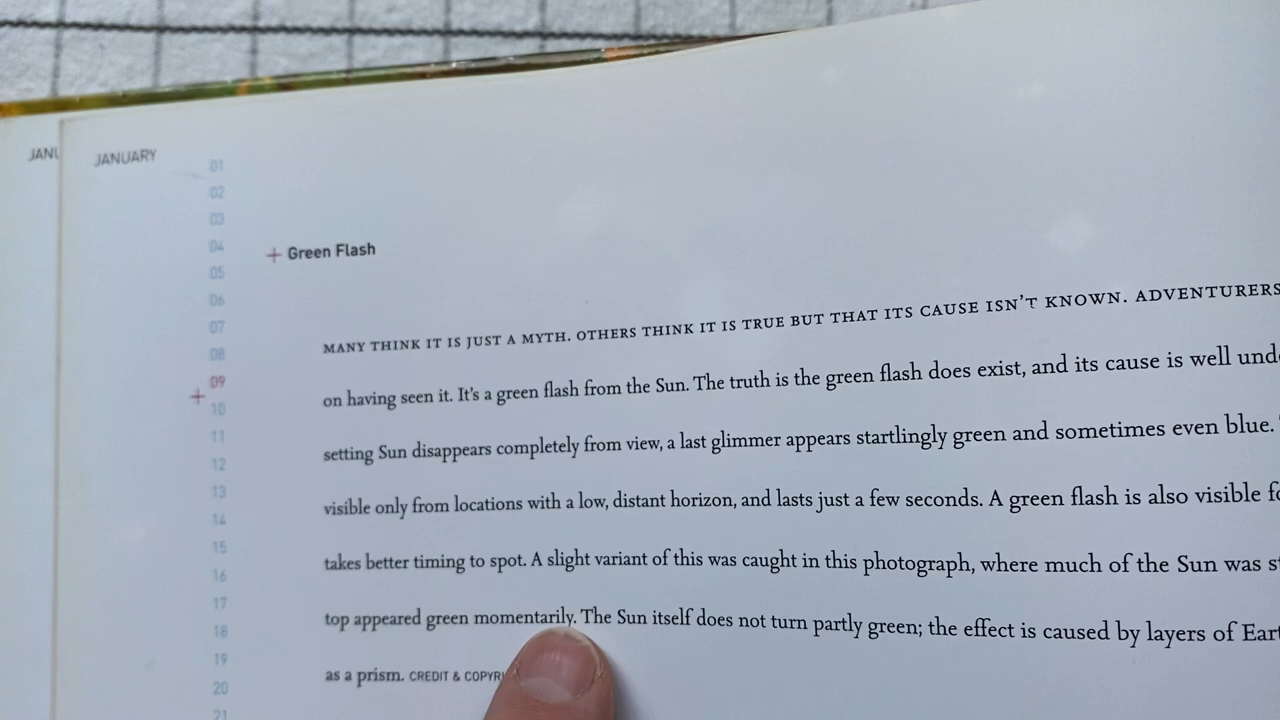 JANUARY
01
02
03
04
05
06
07
08
09
10
11
12
13
14
15
16
17
18
19
20
21
+ Green Flash
MANY THINK IT IS JUST A MYTH. OTHERS THINK IT IS TRUE BUT THAT ITS CAUSE ISN'T KNOWN. ADVENTURERS
on having seen it. It's a green flash from the Sun. The truth is the green flash does exist, and its cause is well
setting Sun disappears completely from view, a last glimmer appears startlingly green and sometimes even blue.
visible only from locations with a low, distant horizon, and lasts just a few seconds. A green flash is also visible
takes better timing to spot. A slight variant of this was caught in this photograph, where much of the Sun was
top appeared green momentarily. The Sun itself does not turn partly green; the effect is caused by layers of
as a prism. CREDIT &